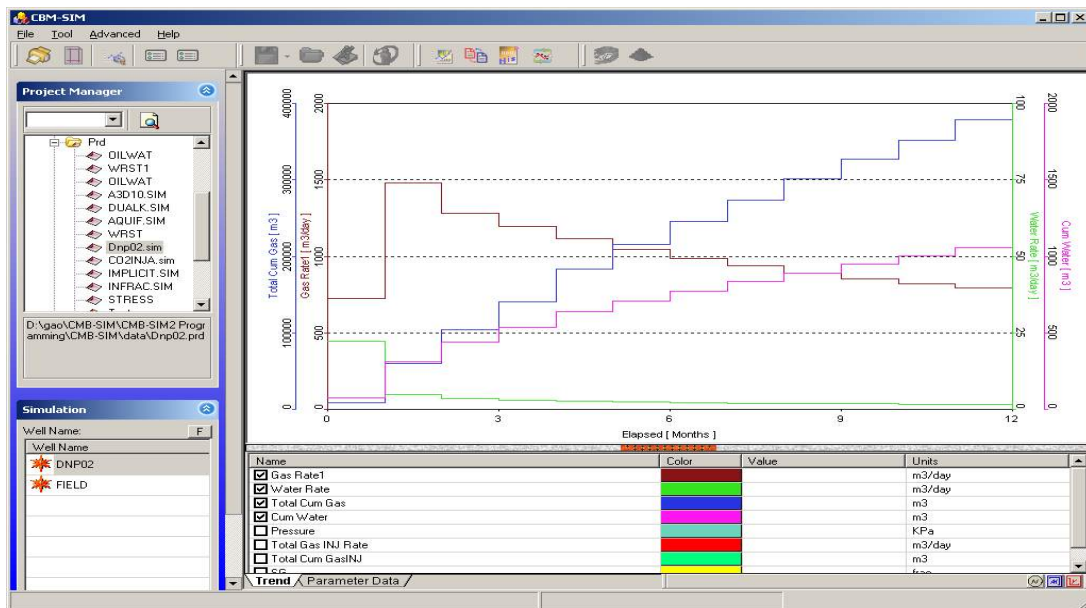 CBM-SIM
File Tool Advanced Help
Project Manager
Prd
OILWAT
WRST1
OILWAT
A3D10.SIM
DUALK.SIM
AQUIF.SIM
WRST
Dnp02.sim
CO2INJA.sim
IMPLICIT.SIM
INFRAC.SIM
STRESS
D:\gao\CMB-SIM\CMB-SIM2 Progr
amming\CMB-SIM\data\Dnp02.prd
Simulation
Well Name: F
Well Name
DNP02
FIELD
Total Cum Gas [ m3 ]
0 100000 200000 300000 400000
Gas Rate1 [ m3/day ]
0 500 1000 1500 2000
Water Rate [ m3/day ]
0 25 50 75 100
Cum Water [ m3 ]
0 500 1000 1500 2000
0 3 6 9 12
Elapsed [ Months ]
Name Color Value Units
Gas Rate1 m3/day
Water Rate m3/day
Total Cum Gas m3
Cum Water m3
Pressure KPa
Total Gas INJ Rate m3/day
Total Cum GasINJ m3
Trend Parameter Data